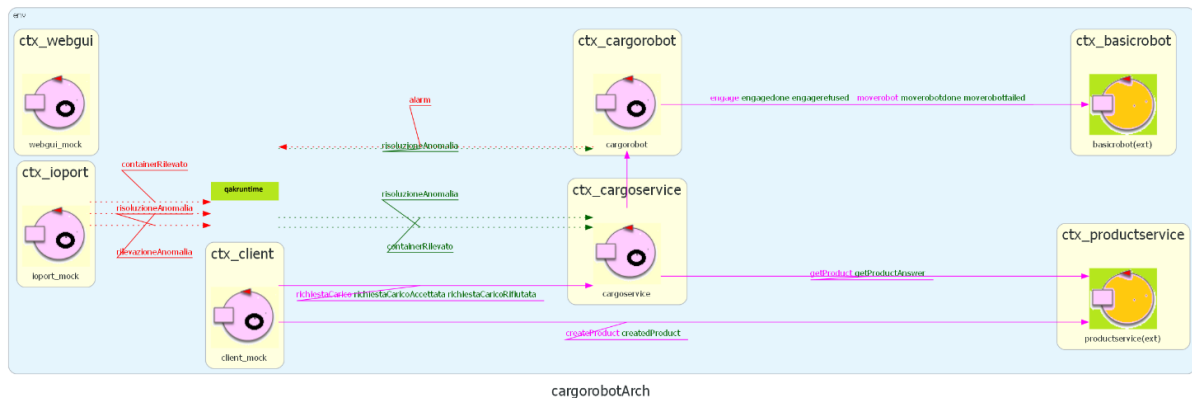 env
ctx_webgui
webgui_mock
ctx_ioport
ioport_mock
containerRilevato
risoluzioneAnomalia
rilevazioneAnomalia
qakruntime
ctx_client
client_mock
alarm
risoluzioneAnomalia
risoluzioneAnomalia
containerRilevato
richiestaCarico richiestaCaricoAccettata richiestaCaricoRifiutata
createProduct createdProduct
ctx_cargorobot
cargorobot
ctx_cargoservice
cargoservice
engage engagedone engagerefused moverobot moverobotdone moverobotfailed
getProduct getProductAnswer
ctx_basicrobot
basicrobot(ext)
ctx_productservice
productservice(ext)
cargorobotArch